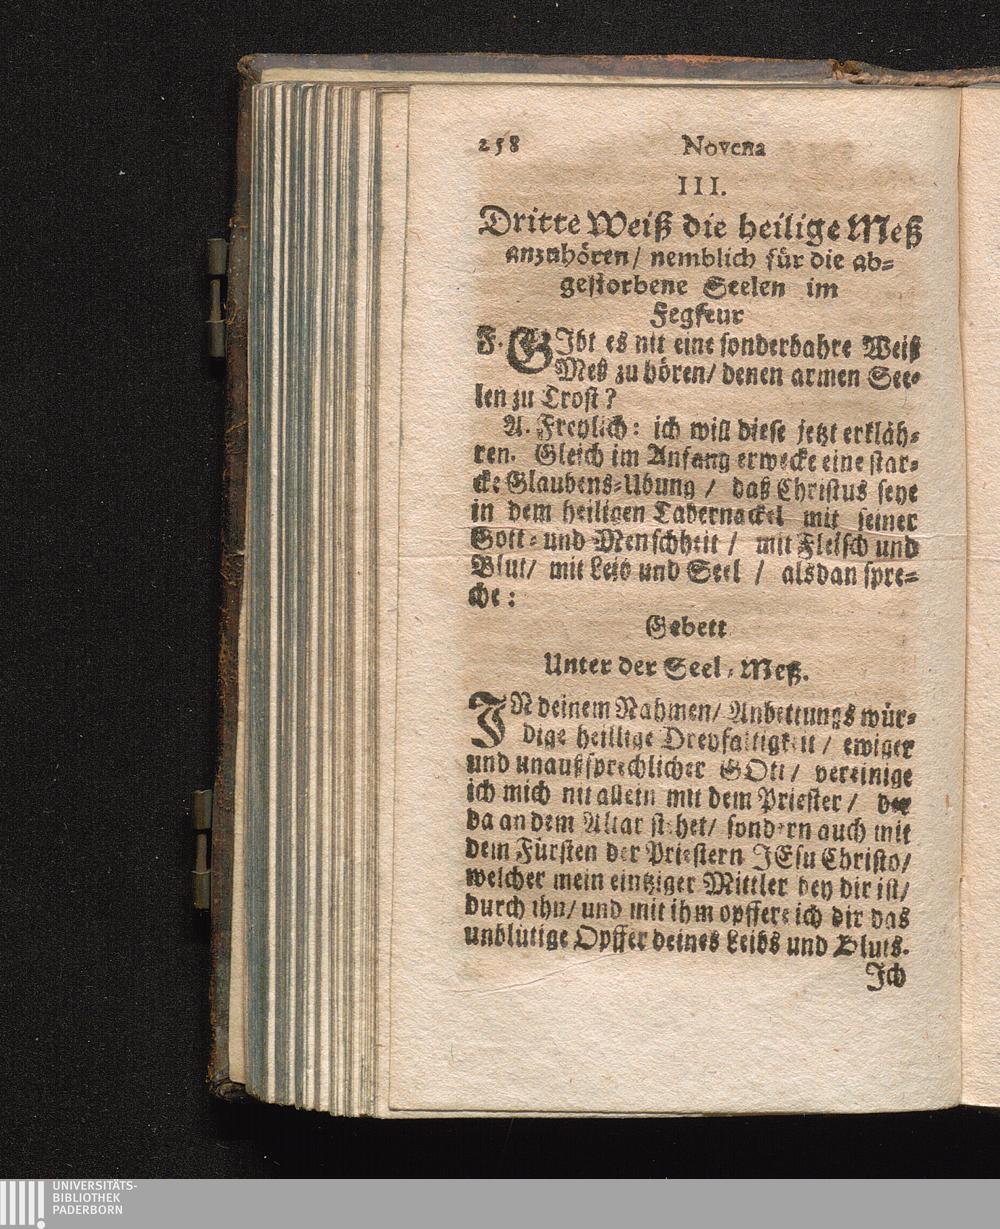 258 Novena
III.
Dritte Weiß die heilige Meß
anzuhören / nemblich für die ab=
gestorbene Seelen im
Fegfeur
F. GIbt es nit eine sonderbahre Weiß
Meß zu hören / denen armen See=
len zu Trost?
A. Freylich: ich will diese jetzt erkläh=
ren. Gleich im Anfang erwecke eine star=
cke Glaubens=Ubung / daß Christus seye
in dem heiligen Tabernackel mit seiner
Gott= und Menschheit / mit Fleisch und
Blut / mit Leib und Seel / alsdan spre=
che:
Gebett
Unter der Seel=Meß.
IN deinem Nahmen / Anbettungs wür=
dige heillige Dreyfaltigkeit / ewiger
und unaußsprechlicher GOtt / vereinige
ich mich nit allein mit dem Priester / der
da an dem Altar stehet / sondern auch mit
dem Fürsten der Priestern JEsu Christo /
welcher mein eintziger Mittler bey dir ist /
durch ihn / und mit ihm opffere ich dir das
unblutige Opffer deines Leibs und Bluts.
Ich
UNIVERSITÄTS-
BIBLIOTHEK
PADERBORN